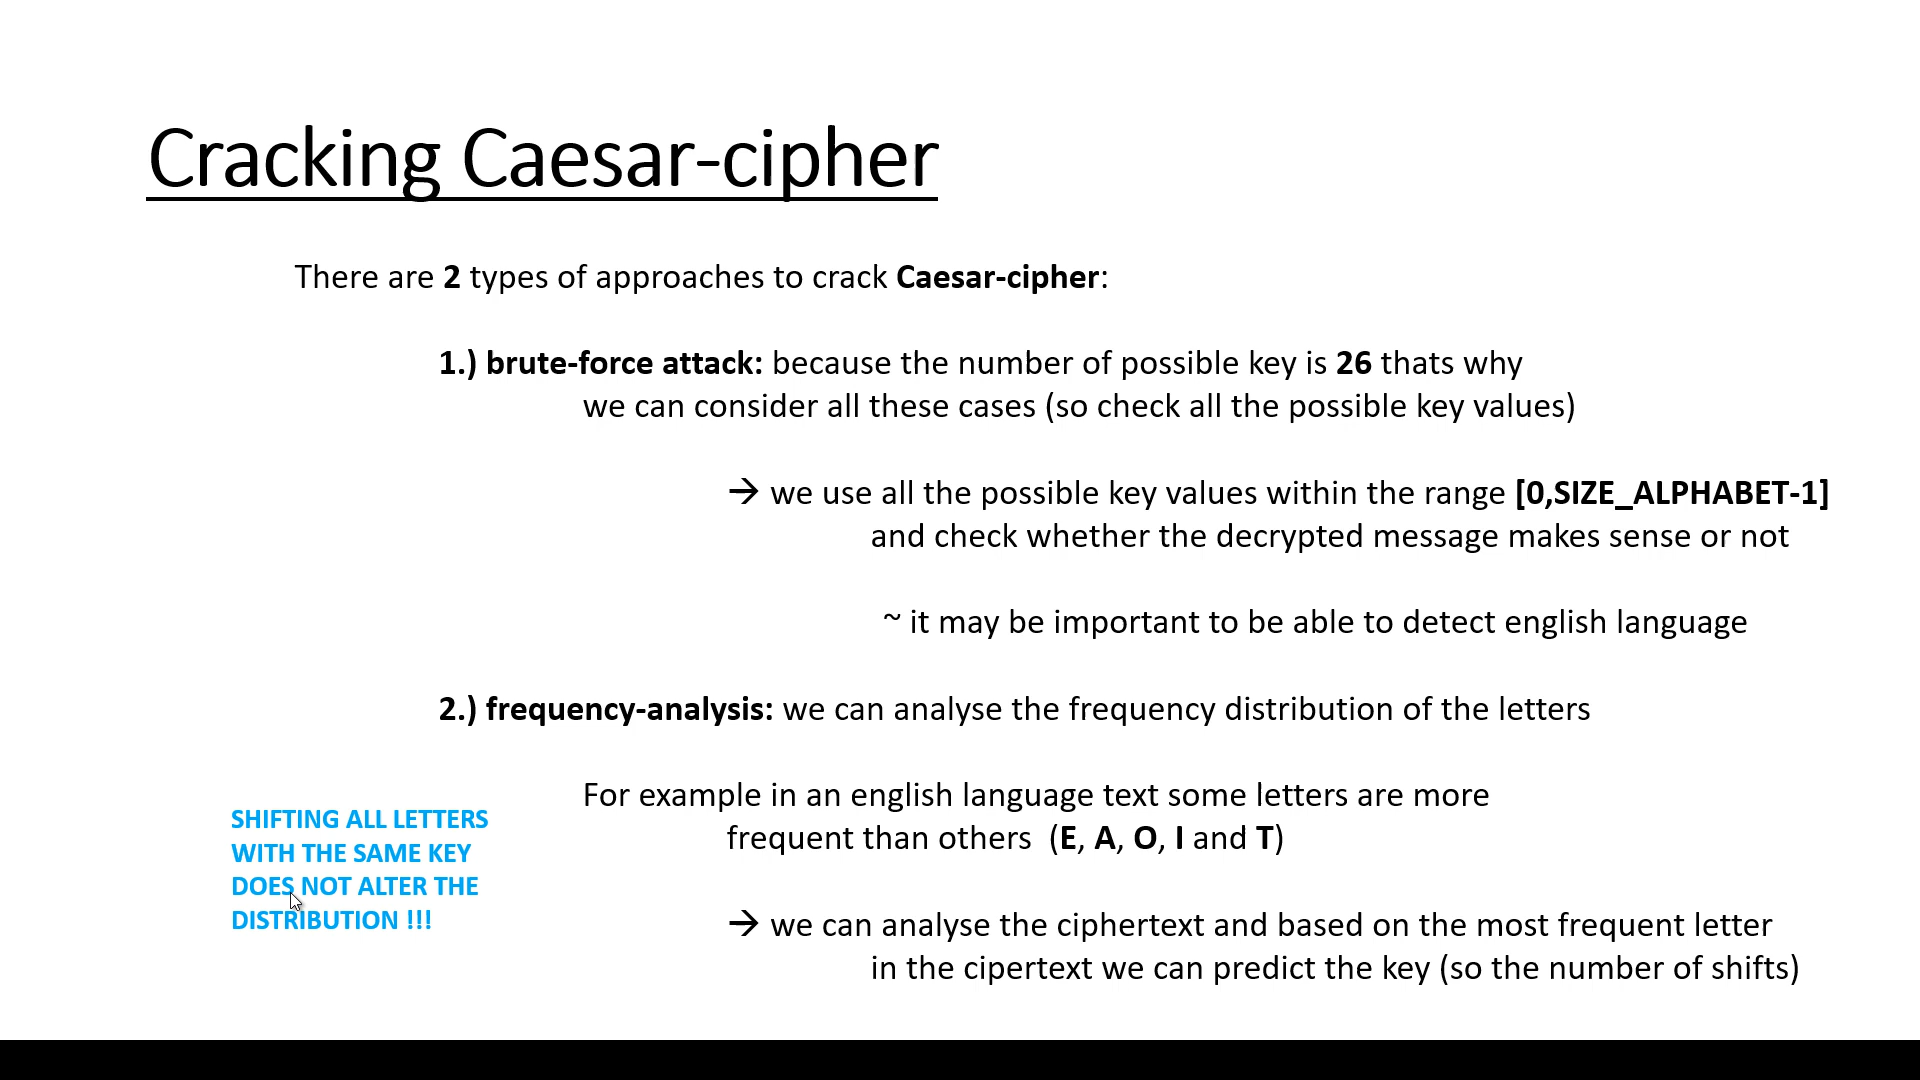 Cracking Caesar-cipher
There are 2 types of approaches to crack Caesar-cipher:
1.) brute-force attack: because the number of possible key is 26 thats why
we can consider all these cases (so check all the possible key values)
→ we use all the possible key values within the range [0,SIZE_ALPHABET-1]
and check whether the decrypted message makes sense or not
~ it may be important to be able to detect english language
2.) frequency-analysis: we can analyse the frequency distribution of the letters
For example in an english language text some letters are more
frequent than others (E, A, O, I and T)
→ we can analyse the ciphertext and based on the most frequent letter
in the cipertext we can predict the key (so the number of shifts)
SHIFTING ALL LETTERS
WITH THE SAME KEY
DOES NOT ALTER THE
DISTRIBUTION !!!